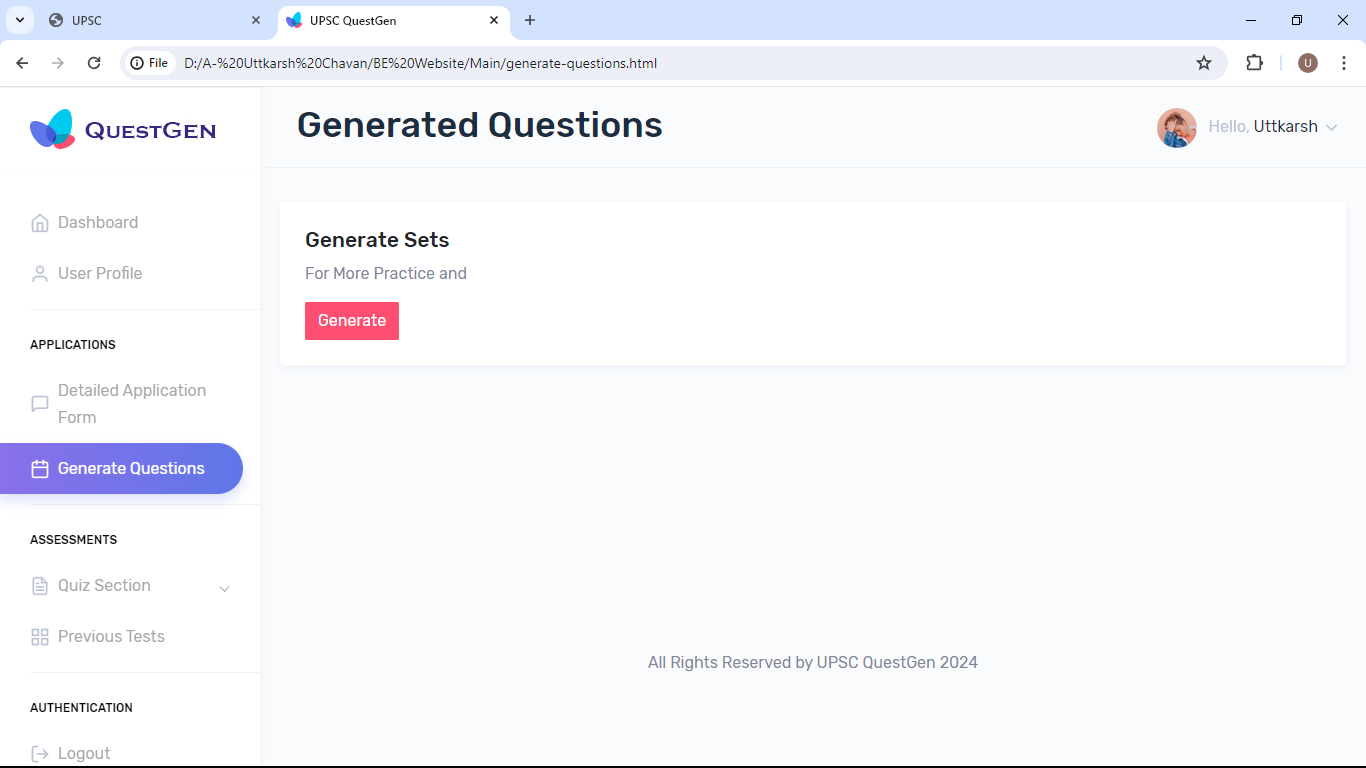 UPSC
UPSC QuestGen
File
D:/A-%20Uttkarsh%20Chavan/BE%20Website/Main/generate-questions.html
U
QUESTGEN
Generated Questions
Hello, Uttkarsh
Dashboard
User Profile
APPLICATIONS
Detailed Application
Form
Generate Questions
ASSESSMENTS
Quiz Section
Previous Tests
AUTHENTICATION
Logout
Generate Sets
For More Practice and
Generate
All Rights Reserved by UPSC QuestGen 2024